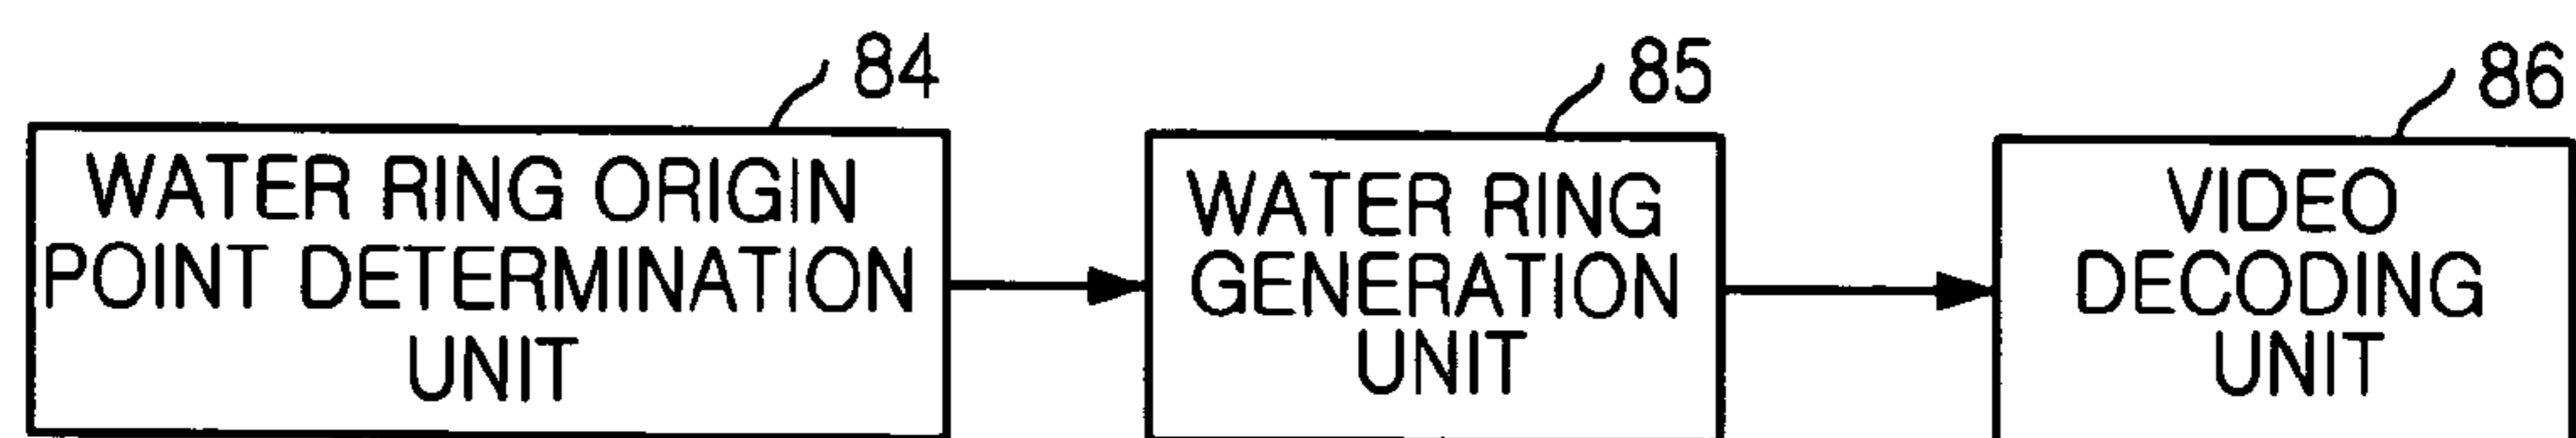 84
85
86
WATER RING ORIGIN
POINT DETERMINATION
UNIT
WATER RING
GENERATION
UNIT
VIDEO
DECODING
UNIT